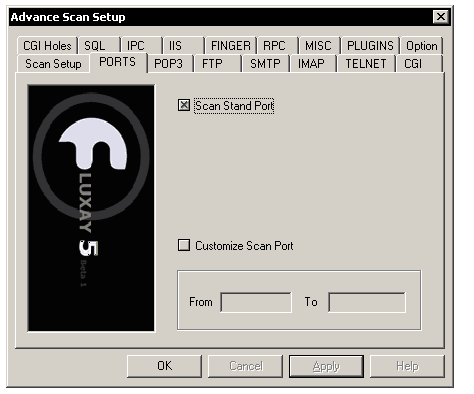 Advance Scan Setup
CGI Holes SQL IPC IIS FINGER RPC MISC PLUGINS Option
Scan Setup PORTS POP3 FTP SMTP IMAP TELNET CGI
Scan Stand Port
LUXAY 5 Beta 1
Customize Scan Port
From To
OK Cancel Apply Help